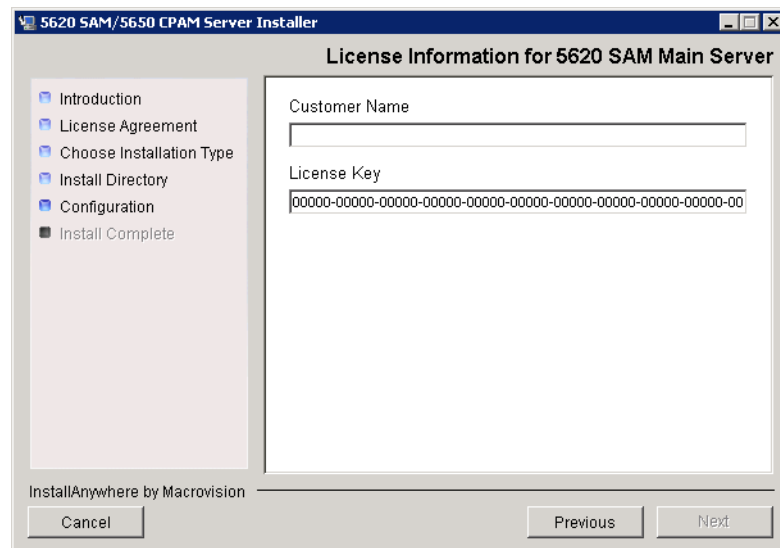 5620 SAM/5650 CPAM Server Installer
License Information for 5620 SAM Main Server
Introduction
License Agreement
Choose Installation Type
Install Directory
Configuration
Install Complete
Customer Name
License Key
00000-00000-00000-00000-00000-00000-00000-00000-00000-00000-00
InstallAnywhere by Macrovision
Cancel
Previous
Next